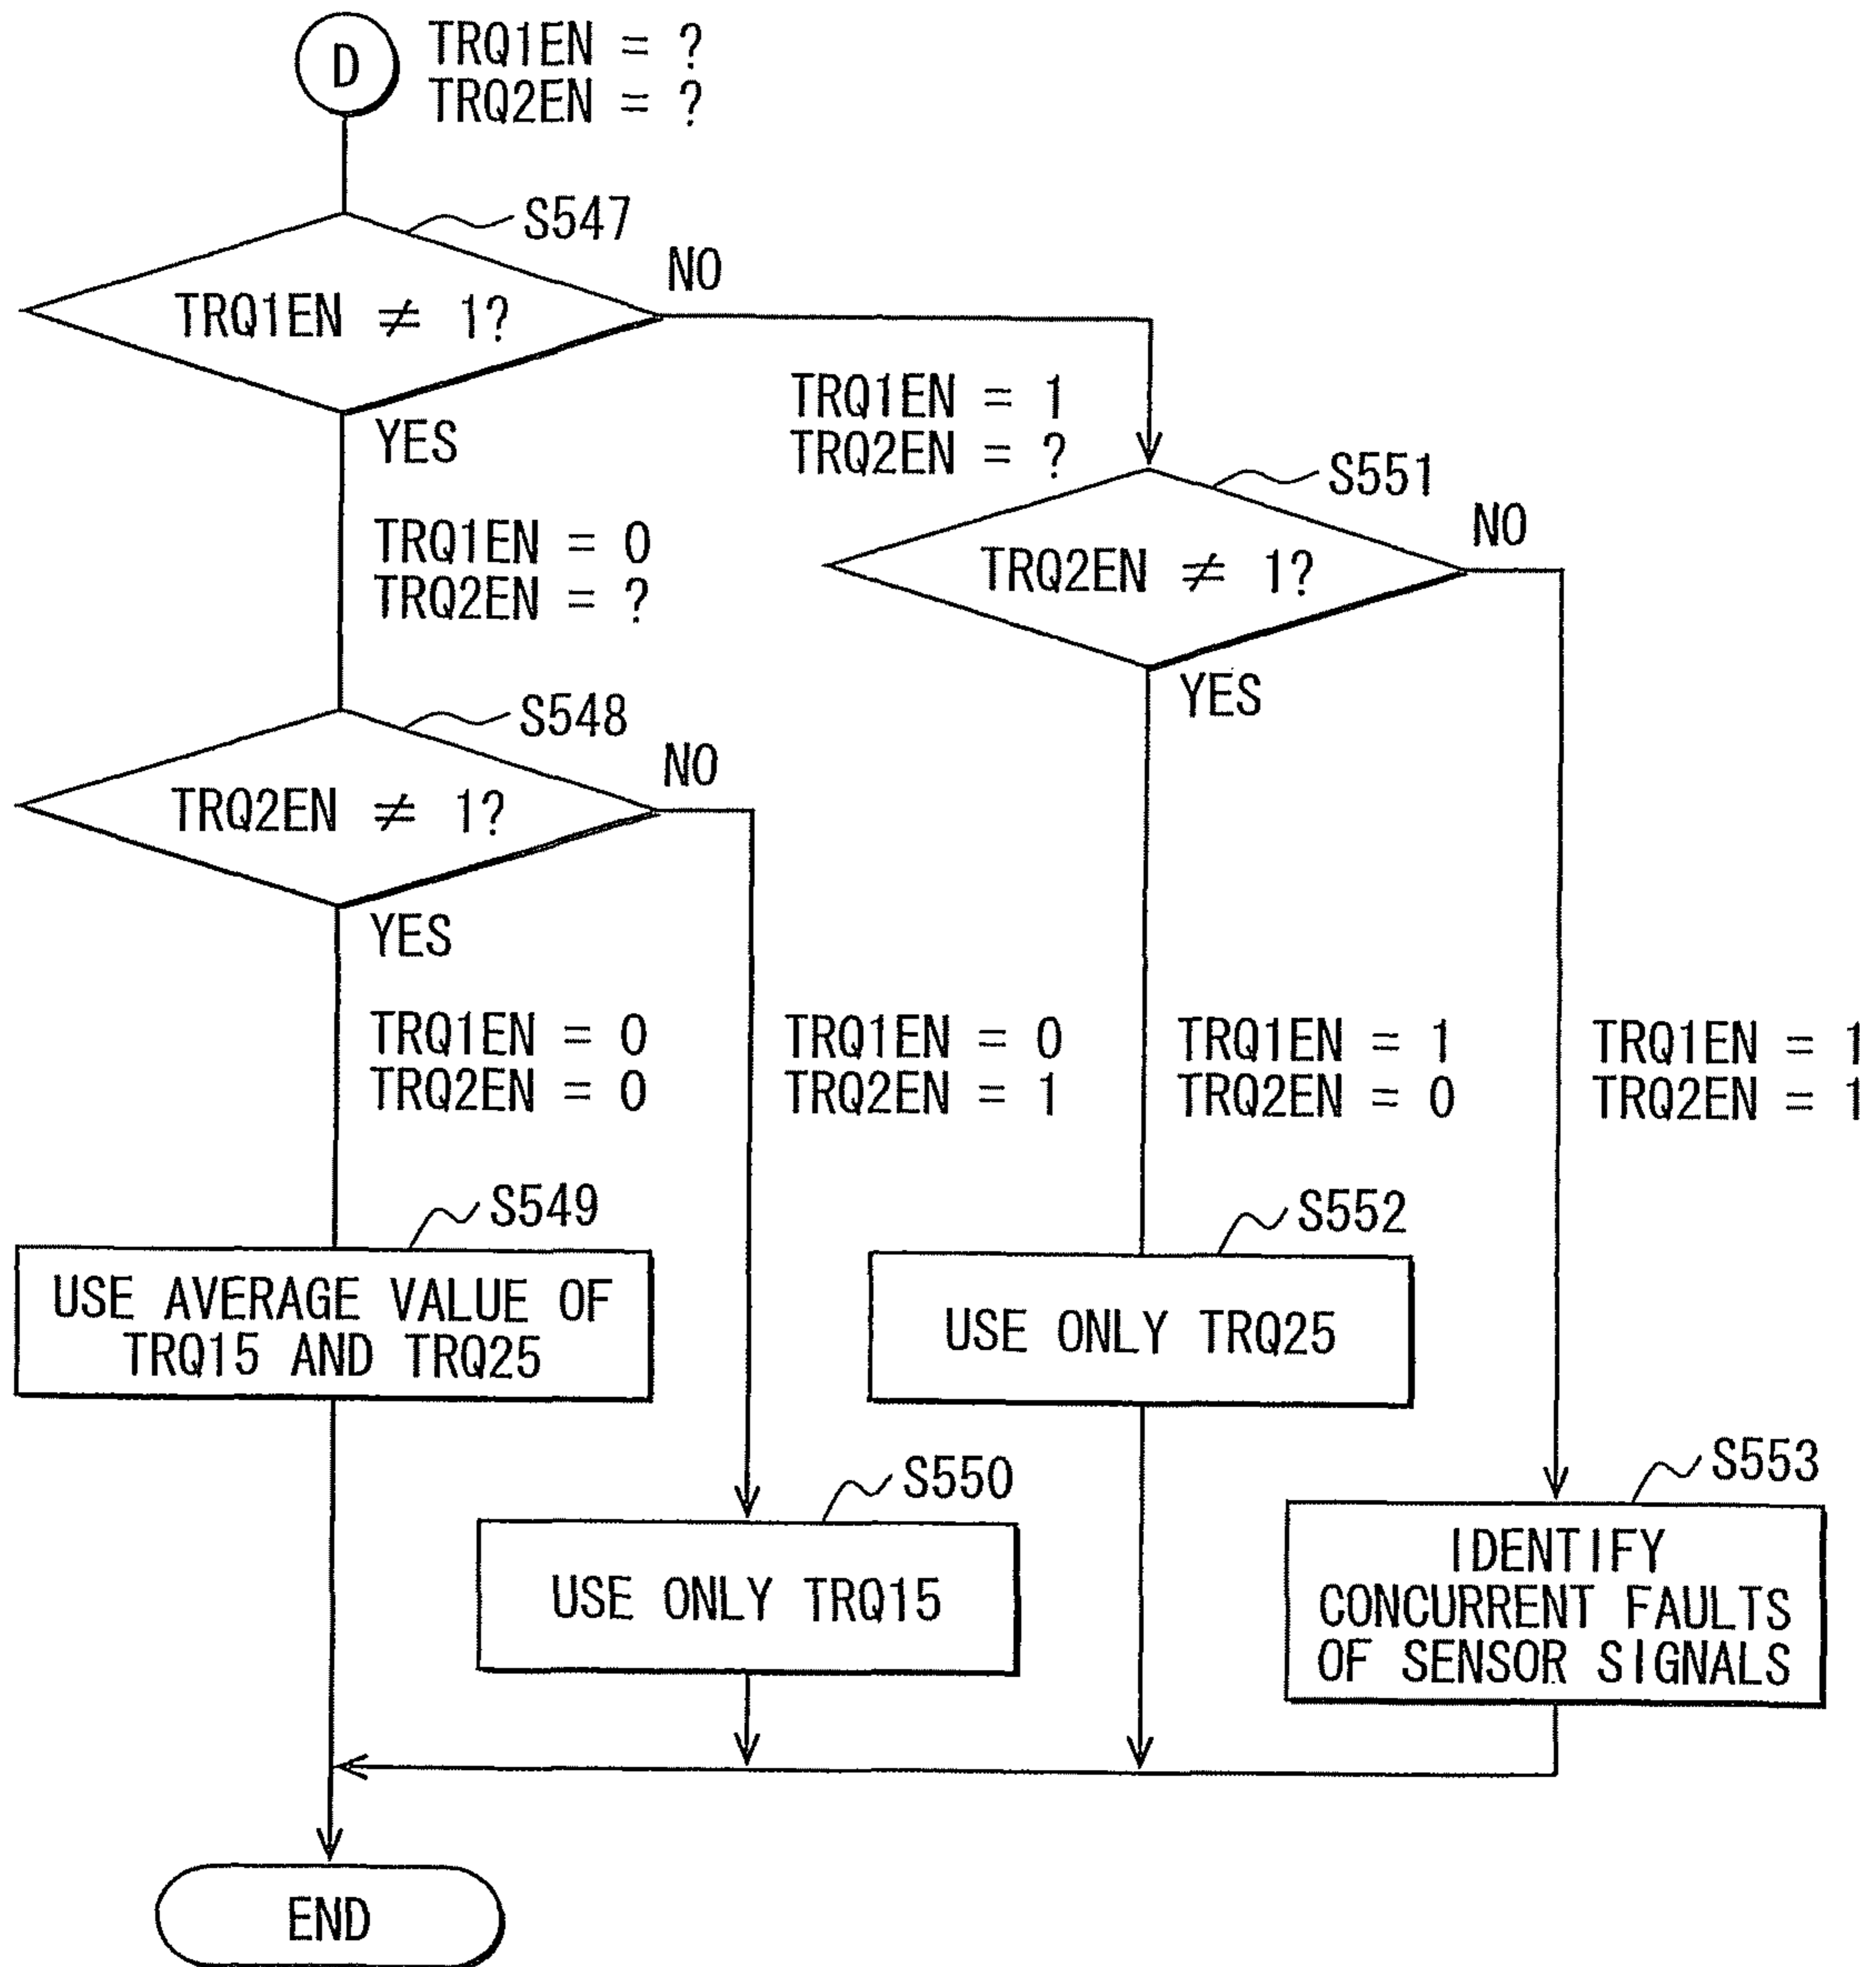 D
TRQ1EN = ?
TRQ2EN = ?
S547
TRQ1EN ≠ 1?
NO
YES
TRQ1EN = 1
TRQ2EN = ?
S551
TRQ2EN ≠ 1?
NO
YES
TRQ1EN = 0
TRQ2EN = ?
S548
TRQ2EN ≠ 1?
NO
YES
TRQ1EN = 0
TRQ2EN = 0
TRQ1EN = 0
TRQ2EN = 1
TRQ1EN = 1
TRQ2EN = 0
TRQ1EN = 1
TRQ2EN = 1
S549
USE AVERAGE VALUE OF
TRQ15 AND TRQ25
S552
USE ONLY TRQ25
S550
USE ONLY TRQ15
S553
IDENTIFY
CONCURRENT FAULTS
OF SENSOR SIGNALS
END